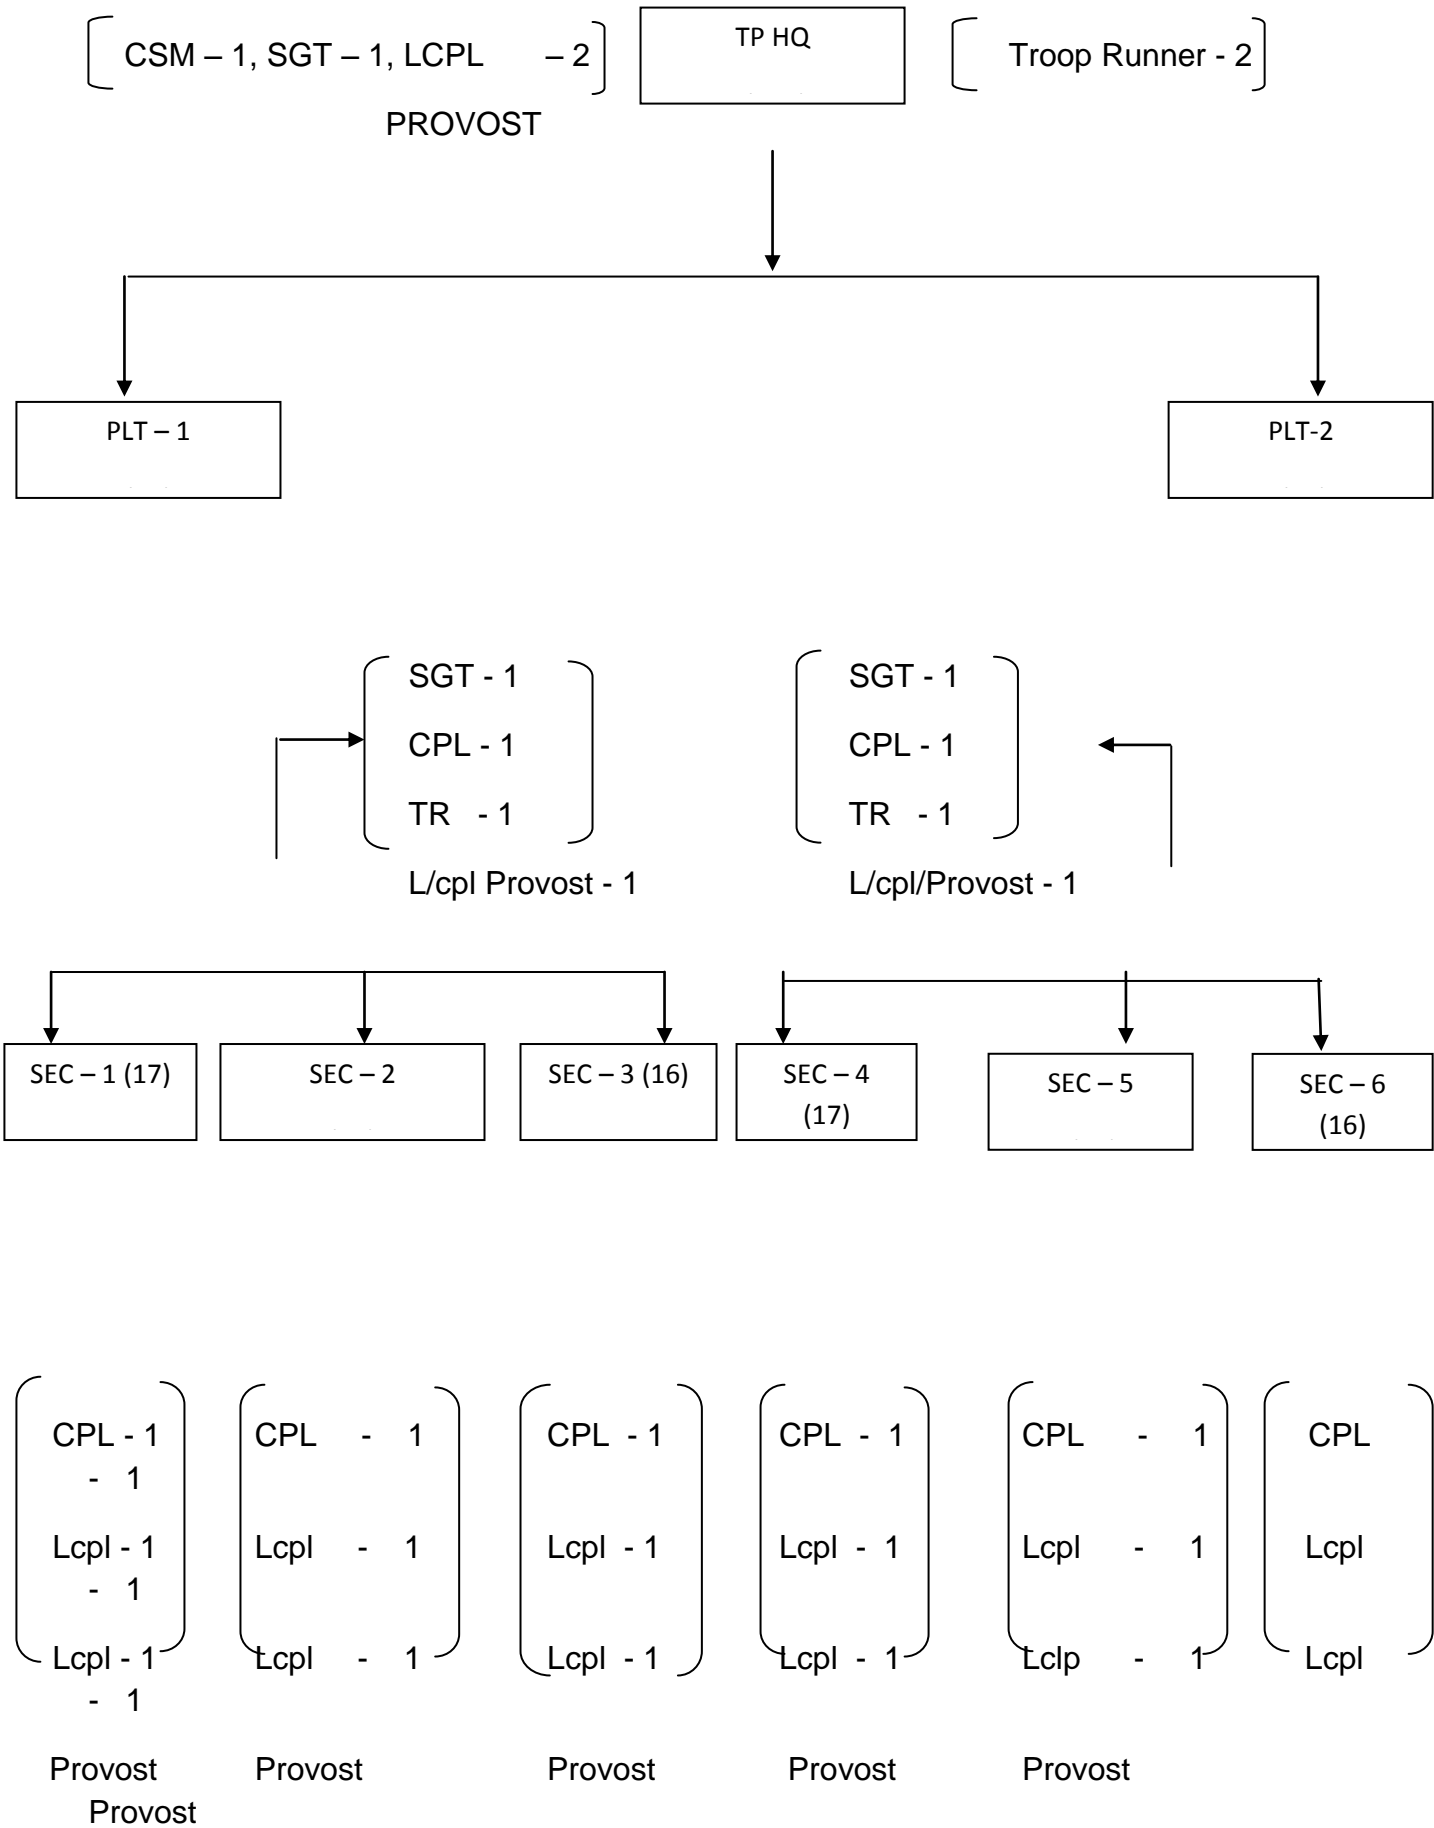 CSM – 1, SGT – 1, LCPL – 2 TP HQ Troop Runner - 2
PROVOST
PLT – 1 PLT-2
SGT - 1 SGT - 1
CPL - 1 CPL - 1
TR - 1 TR - 1
L/cpl Provost - 1 L/cpl/Provost - 1
SEC – 1 (17) SEC – 2 SEC – 3 (16) SEC – 4 (17) SEC – 5 SEC – 6 (16)
CPL - 1 CPL - 1 CPL - 1 CPL - 1 CPL - 1 CPL
- 1
Lcpl - 1 Lcpl - 1 Lcpl - 1 Lcpl - 1 Lcpl - 1 Lcpl
- 1
Lcpl - 1 Lcpl - 1 Lcpl - 1 Lcpl - 1 Lclp - 1 Lcpl
- 1
Provost Provost Provost Provost Provost
Provost